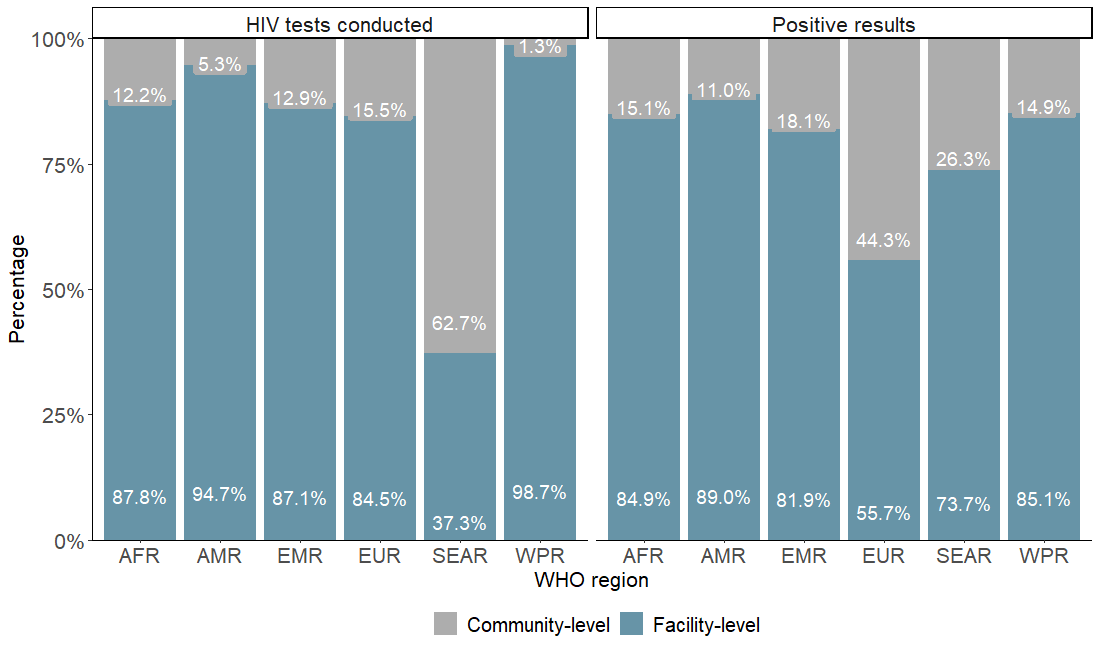 HIV tests conducted Positive results
100%
75%
50%
25%
0%
Percentage
12.2% 5.3% 12.9% 15.5% 62.7% 1.3%
87.8% 94.7% 87.1% 84.5% 37.3% 98.7%
15.1% 11.0% 18.1% 44.3% 26.3% 14.9%
84.9% 89.0% 81.9% 55.7% 73.7% 85.1%
AFR AMR EMR EUR SEAR WPR AFR AMR EMR EUR SEAR WPR
WHO region
Community-level Facility-level